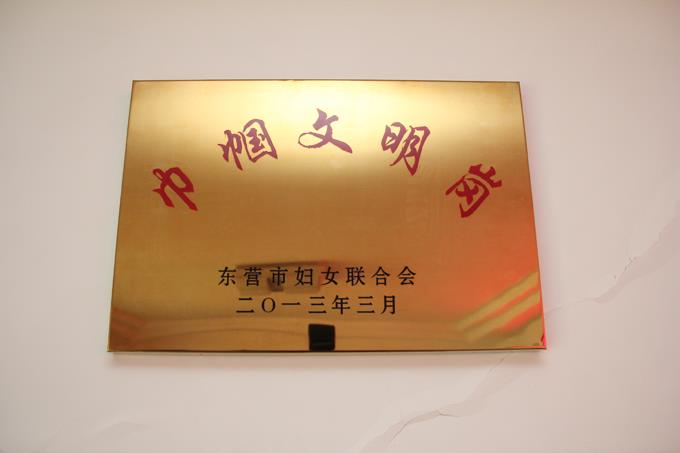 巾帼文明岗
东营市妇女联合会
二〇一三年三月